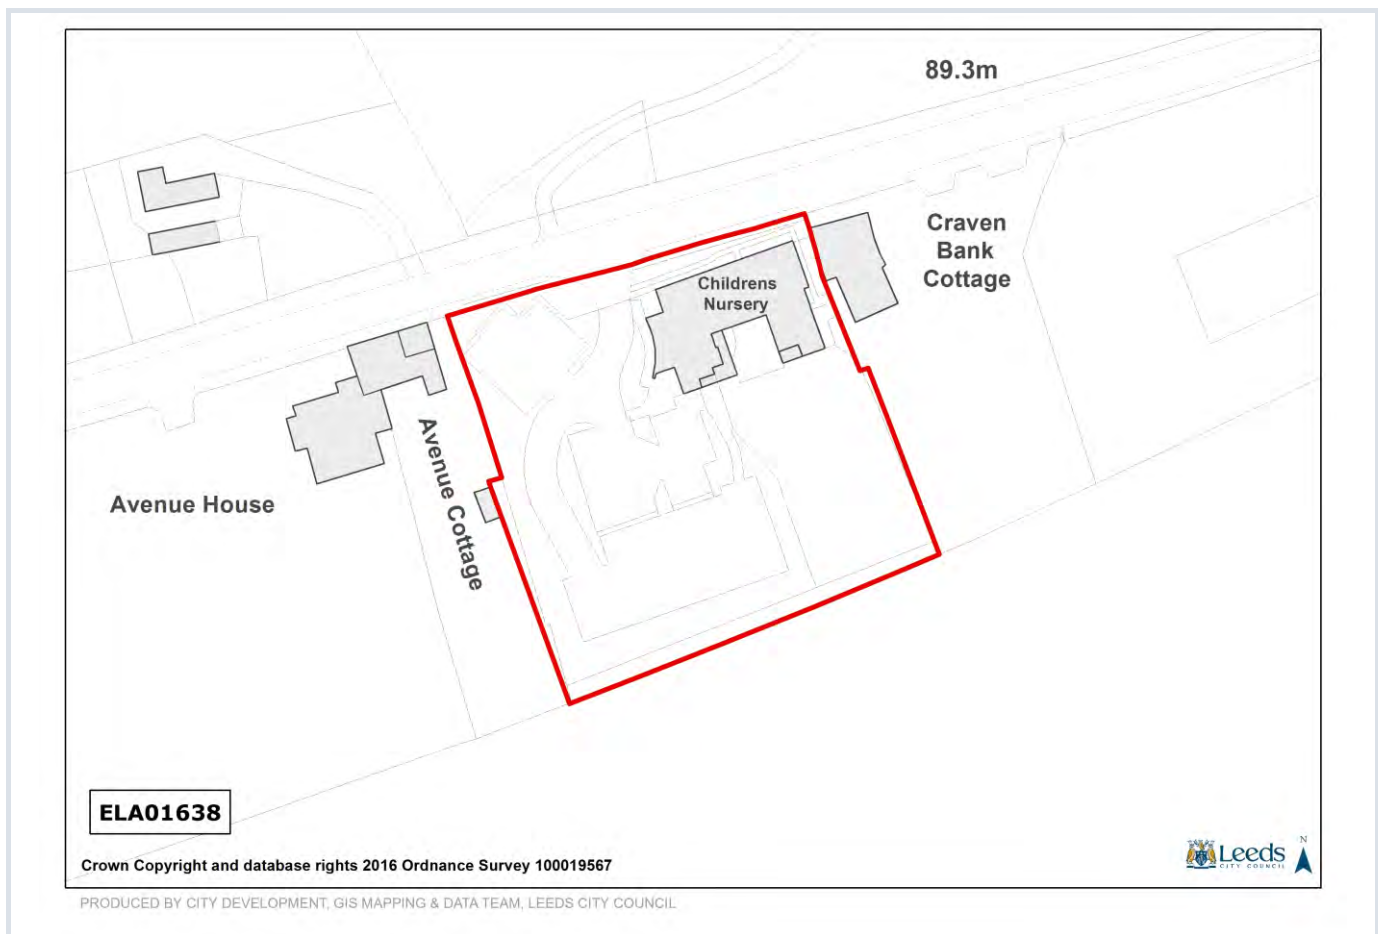 89.3m
Craven
Bank
Cottage
Childrens
Nursery
Avenue House
Avenue Cottage
ELA01638
Crown Copyright and database rights 2016 Ordnance Survey 100019567
Leeds
CITY COUNCIL
N
PRODUCED BY CITY DEVELOPMENT, GIS MAPPING & DATA TEAM, LEEDS CITY COUNCIL